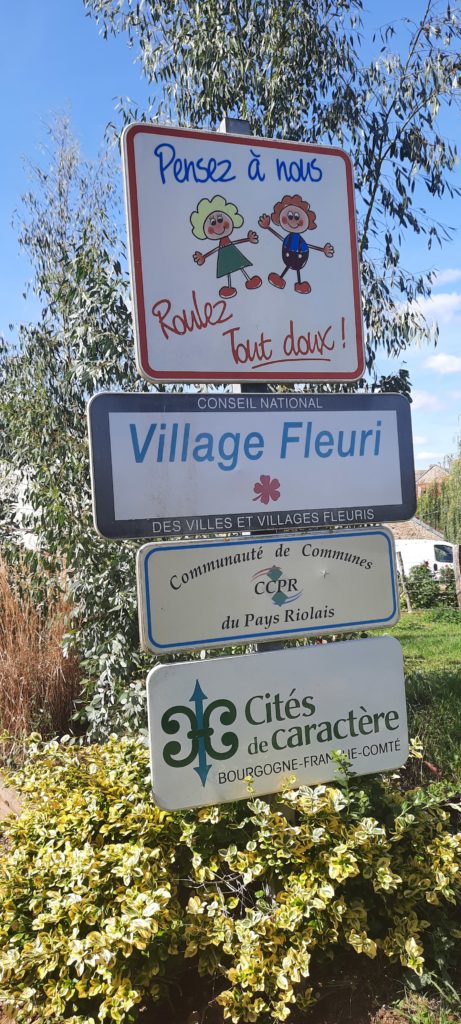 Pensez à nous
Roulez
Tout doux !
CONSEIL NATIONAL
Village Fleuri
DES VILLES ET VILLAGES FLEURIS
Communauté de Communes
CCPR
du Pays Riolais
Cités
de caractère
BOURGOGNE-FRANCHE-COMTÉ